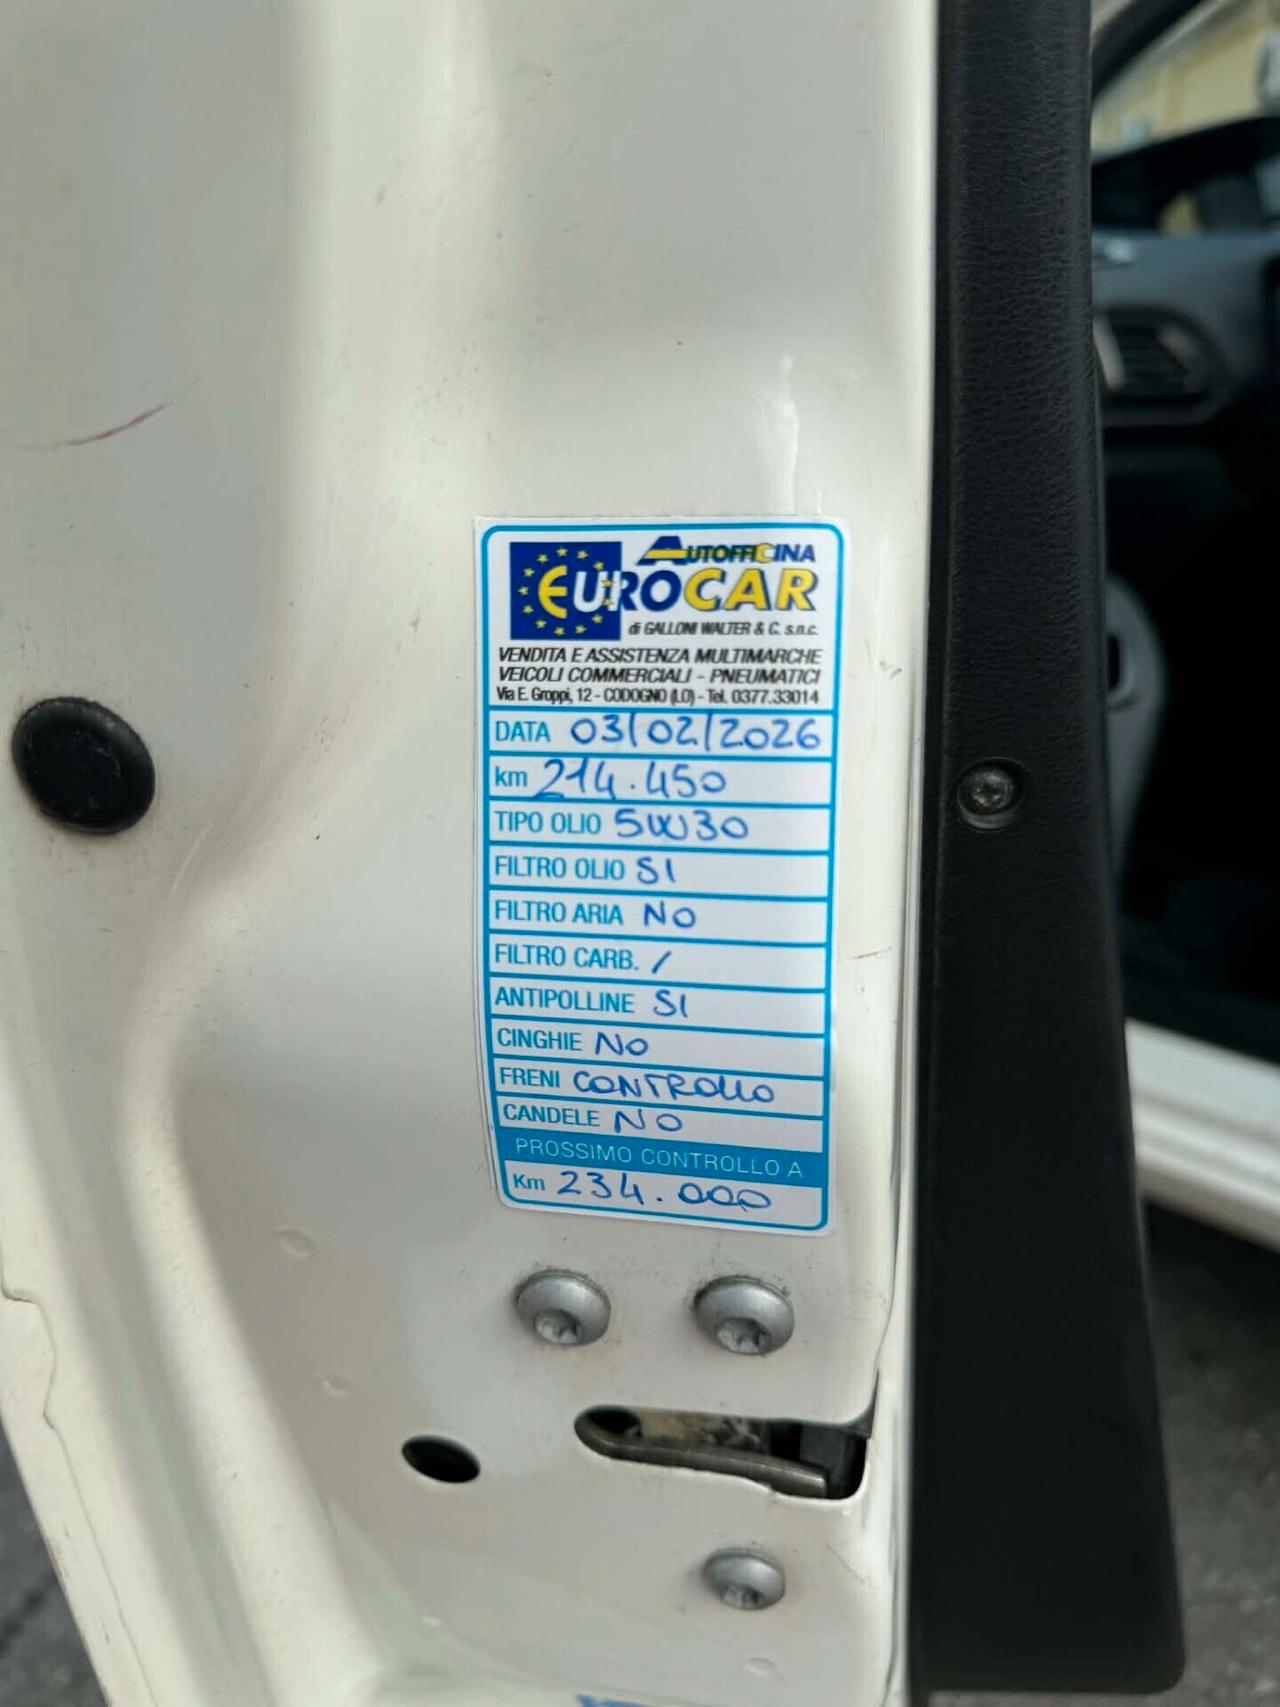 AUTOFFICINA
EUROCAR
di GALLONI WALTER & C. s.n.c.
VENDITA E ASSISTENZA MULTIMARCHE
VEICOLI COMMERCIALI - PNEUMATICI
Via E. Groppi, 12 - CODOGNO (LO) - Tel. 0377.33014
DATA 03/02/2026
km 214.450
TIPO OLIO 5W30
FILTRO OLIO SI
FILTRO ARIA NO
FILTRO CARB. /
ANTIPOLLINE SI
CINGHIE NO
FRENI CONTROLLO
CANDELE NO
PROSSIMO CONTROLLO A
Km 234.000